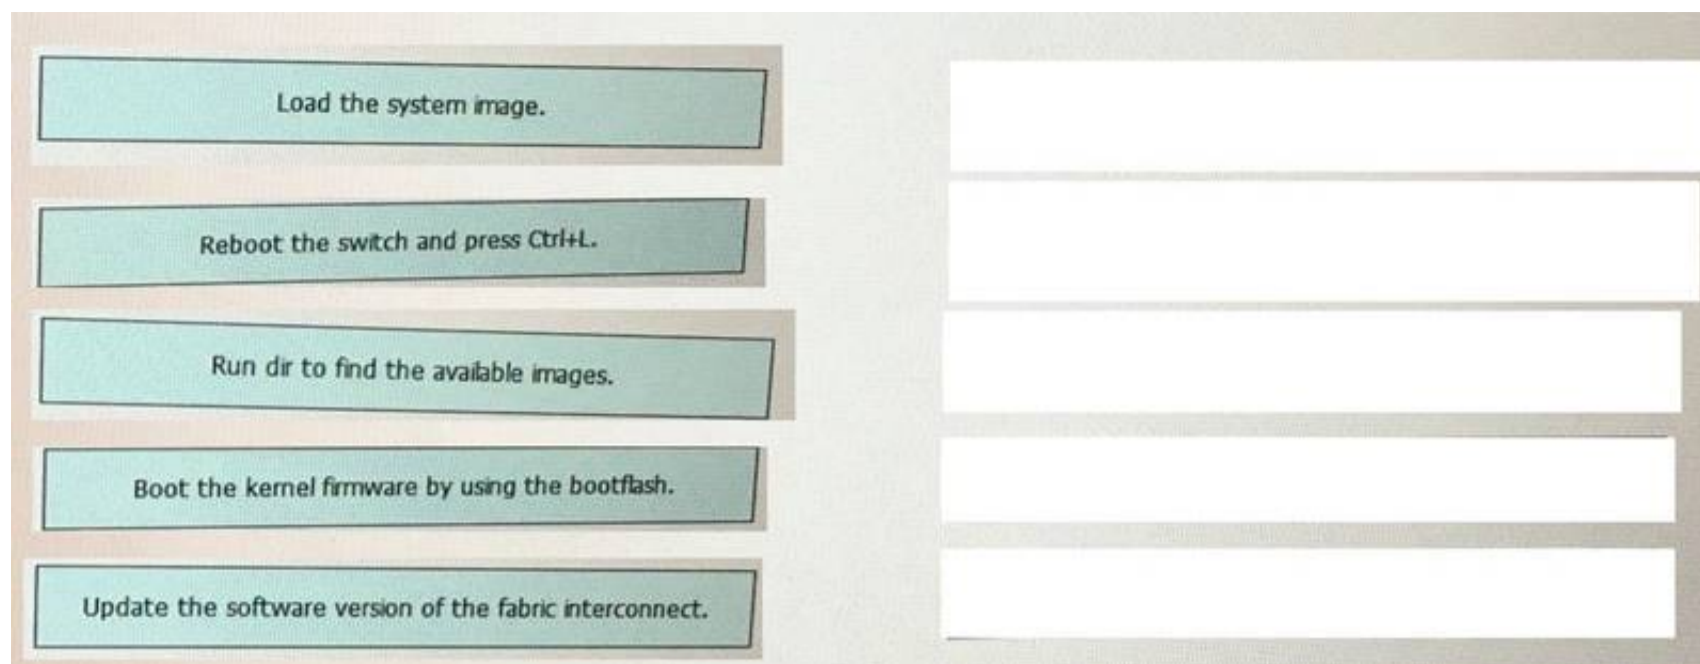 Load the system image.
Reboot the switch and press Ctrl+L.
Run dir to find the available images.
Boot the kernel firmware by using the bootflash.
Update the software version of the fabric interconnect.